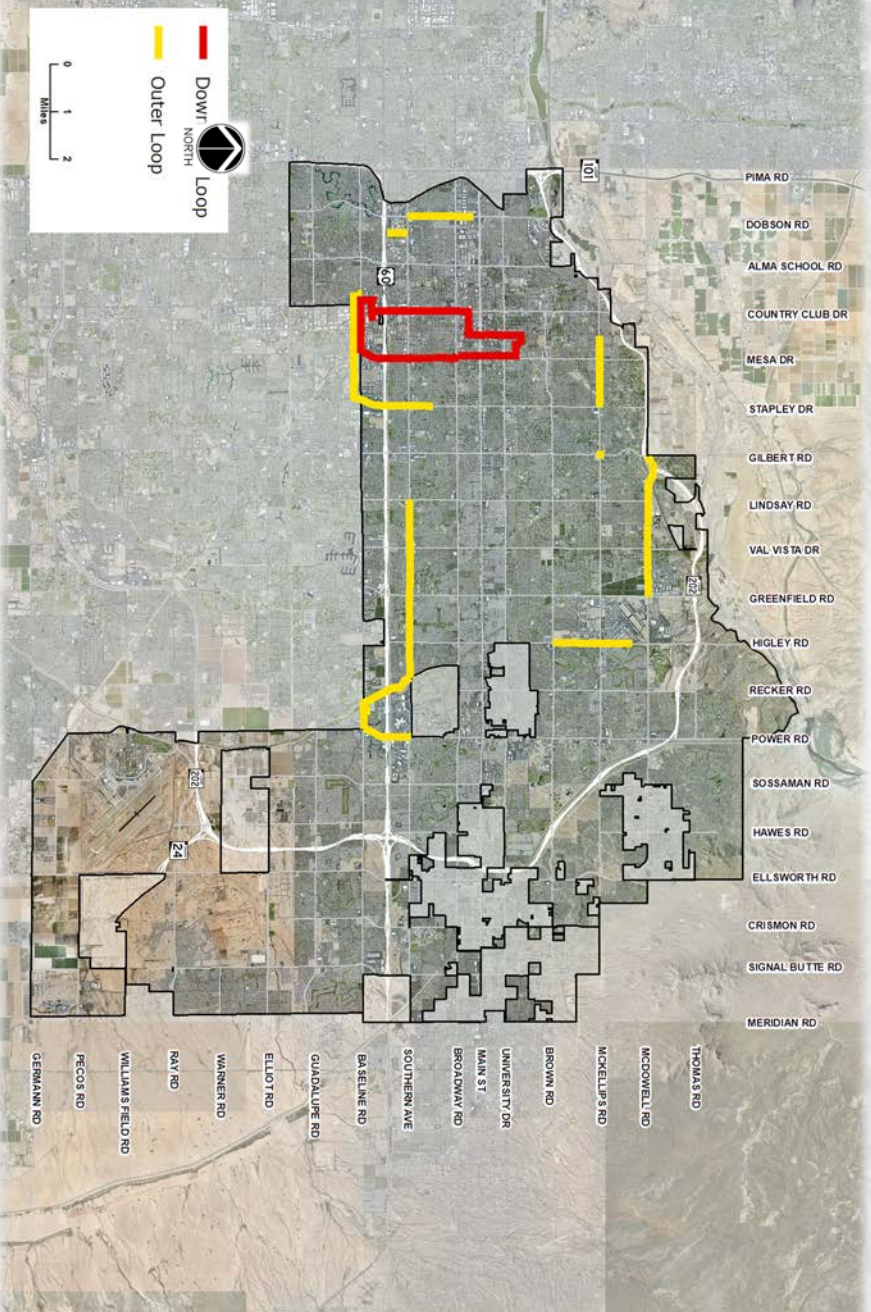 PIMA RD
DOBSON RD
ALMA SCHOOL RD
COUNTRY CLUB DR
MESA DR
STAPLEY DR
GILBERT RD
LINDSAY RD
VAL VISTA DR
GREENFIELD RD
HIGLEY RD
RECKER RD
POWER RD
SOSSAMAN RD
HAWES RD
ELLSWORTH RD
CRISMON RD
SIGNAL BUTTE RD
MERIDIAN RD
THOMAS RD
MCDOWELL RD
MCKELLIPS RD
BROWN RD
UNIVERSITY DR
MAIN ST
BROADWAY RD
SOUTHERN AVE
BASELINE RD
GUADALUPE RD
ELLIOT RD
WARNER RD
RAY RD
WILLIAMS FIELD RD
PECOS RD
GERMANN RD
101
60
202
202
24
Loop
NORTH
Outer Loop
0 1 2
Miles